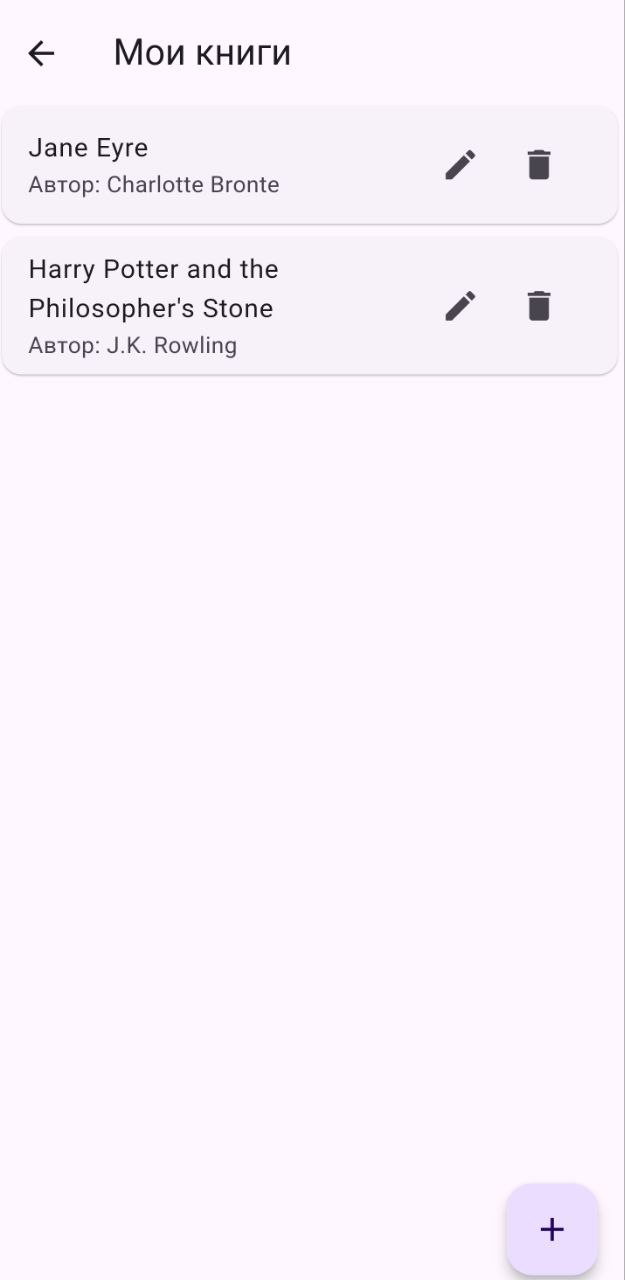 Мои книги
Jane Eyre
Автор: Charlotte Bronte
Harry Potter and the
Philosopher's Stone
Автор: J.K. Rowling